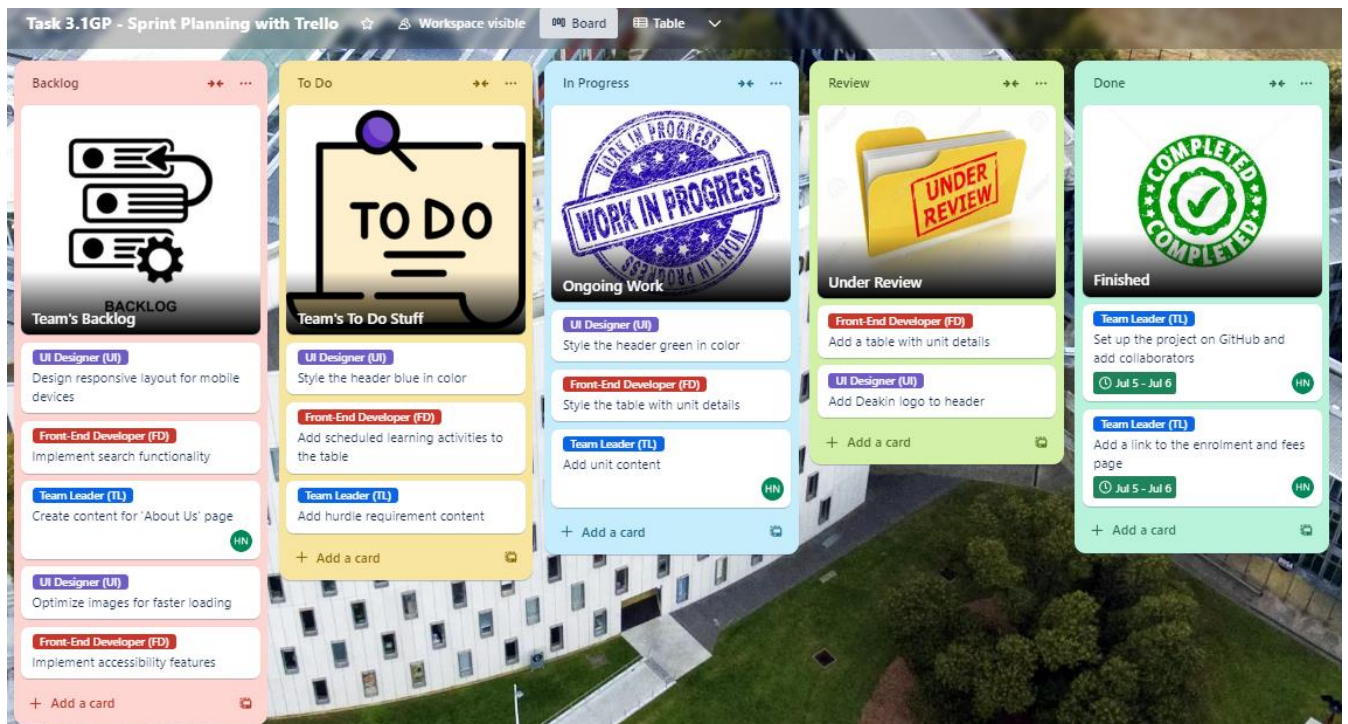 Task 3.1GP - Sprint Planning with Trello
Workspace visible
Board
Table
Backlog
BACKLOG
Team's Backlog
UI Designer (UI)
Design responsive layout for mobile
devices
Front-End Developer (FD)
Implement search functionality
Team Leader (TL)
Create content for 'About Us' page
HN
UI Designer (UI)
Optimize images for faster loading
Front-End Developer (FD)
Implement accessibility features
+ Add a card
To Do
TO DO
Team's To Do Stuff
UI Designer (UI)
Style the header blue in color
Front-End Developer (FD)
Add scheduled learning activities to
the table
Team Leader (TL)
Add hurdle requirement content
+ Add a card
In Progress
WORK IN PROGRESS
WORK IN PROGRESS
WORK IN PROGRESS
Ongoing Work
UI Designer (UI)
Style the header green in color
Front-End Developer (FD)
Style the table with unit details
Team Leader (TL)
Add unit content
HN
+ Add a card
Review
UNDER
REVIEW
Under Review
Front-End Developer (FD)
Add a table with unit details
UI Designer (UI)
Add Deakin logo to header
+ Add a card
Done
COMPLETED
COMPLETED
Finished
Team Leader (TL)
Set up the project on GitHub and
add collaborators
Jul 5 - Jul 6
HN
Team Leader (TL)
Add a link to the enrolment and fees
page
Jul 5 - Jul 6
HN
+ Add a card